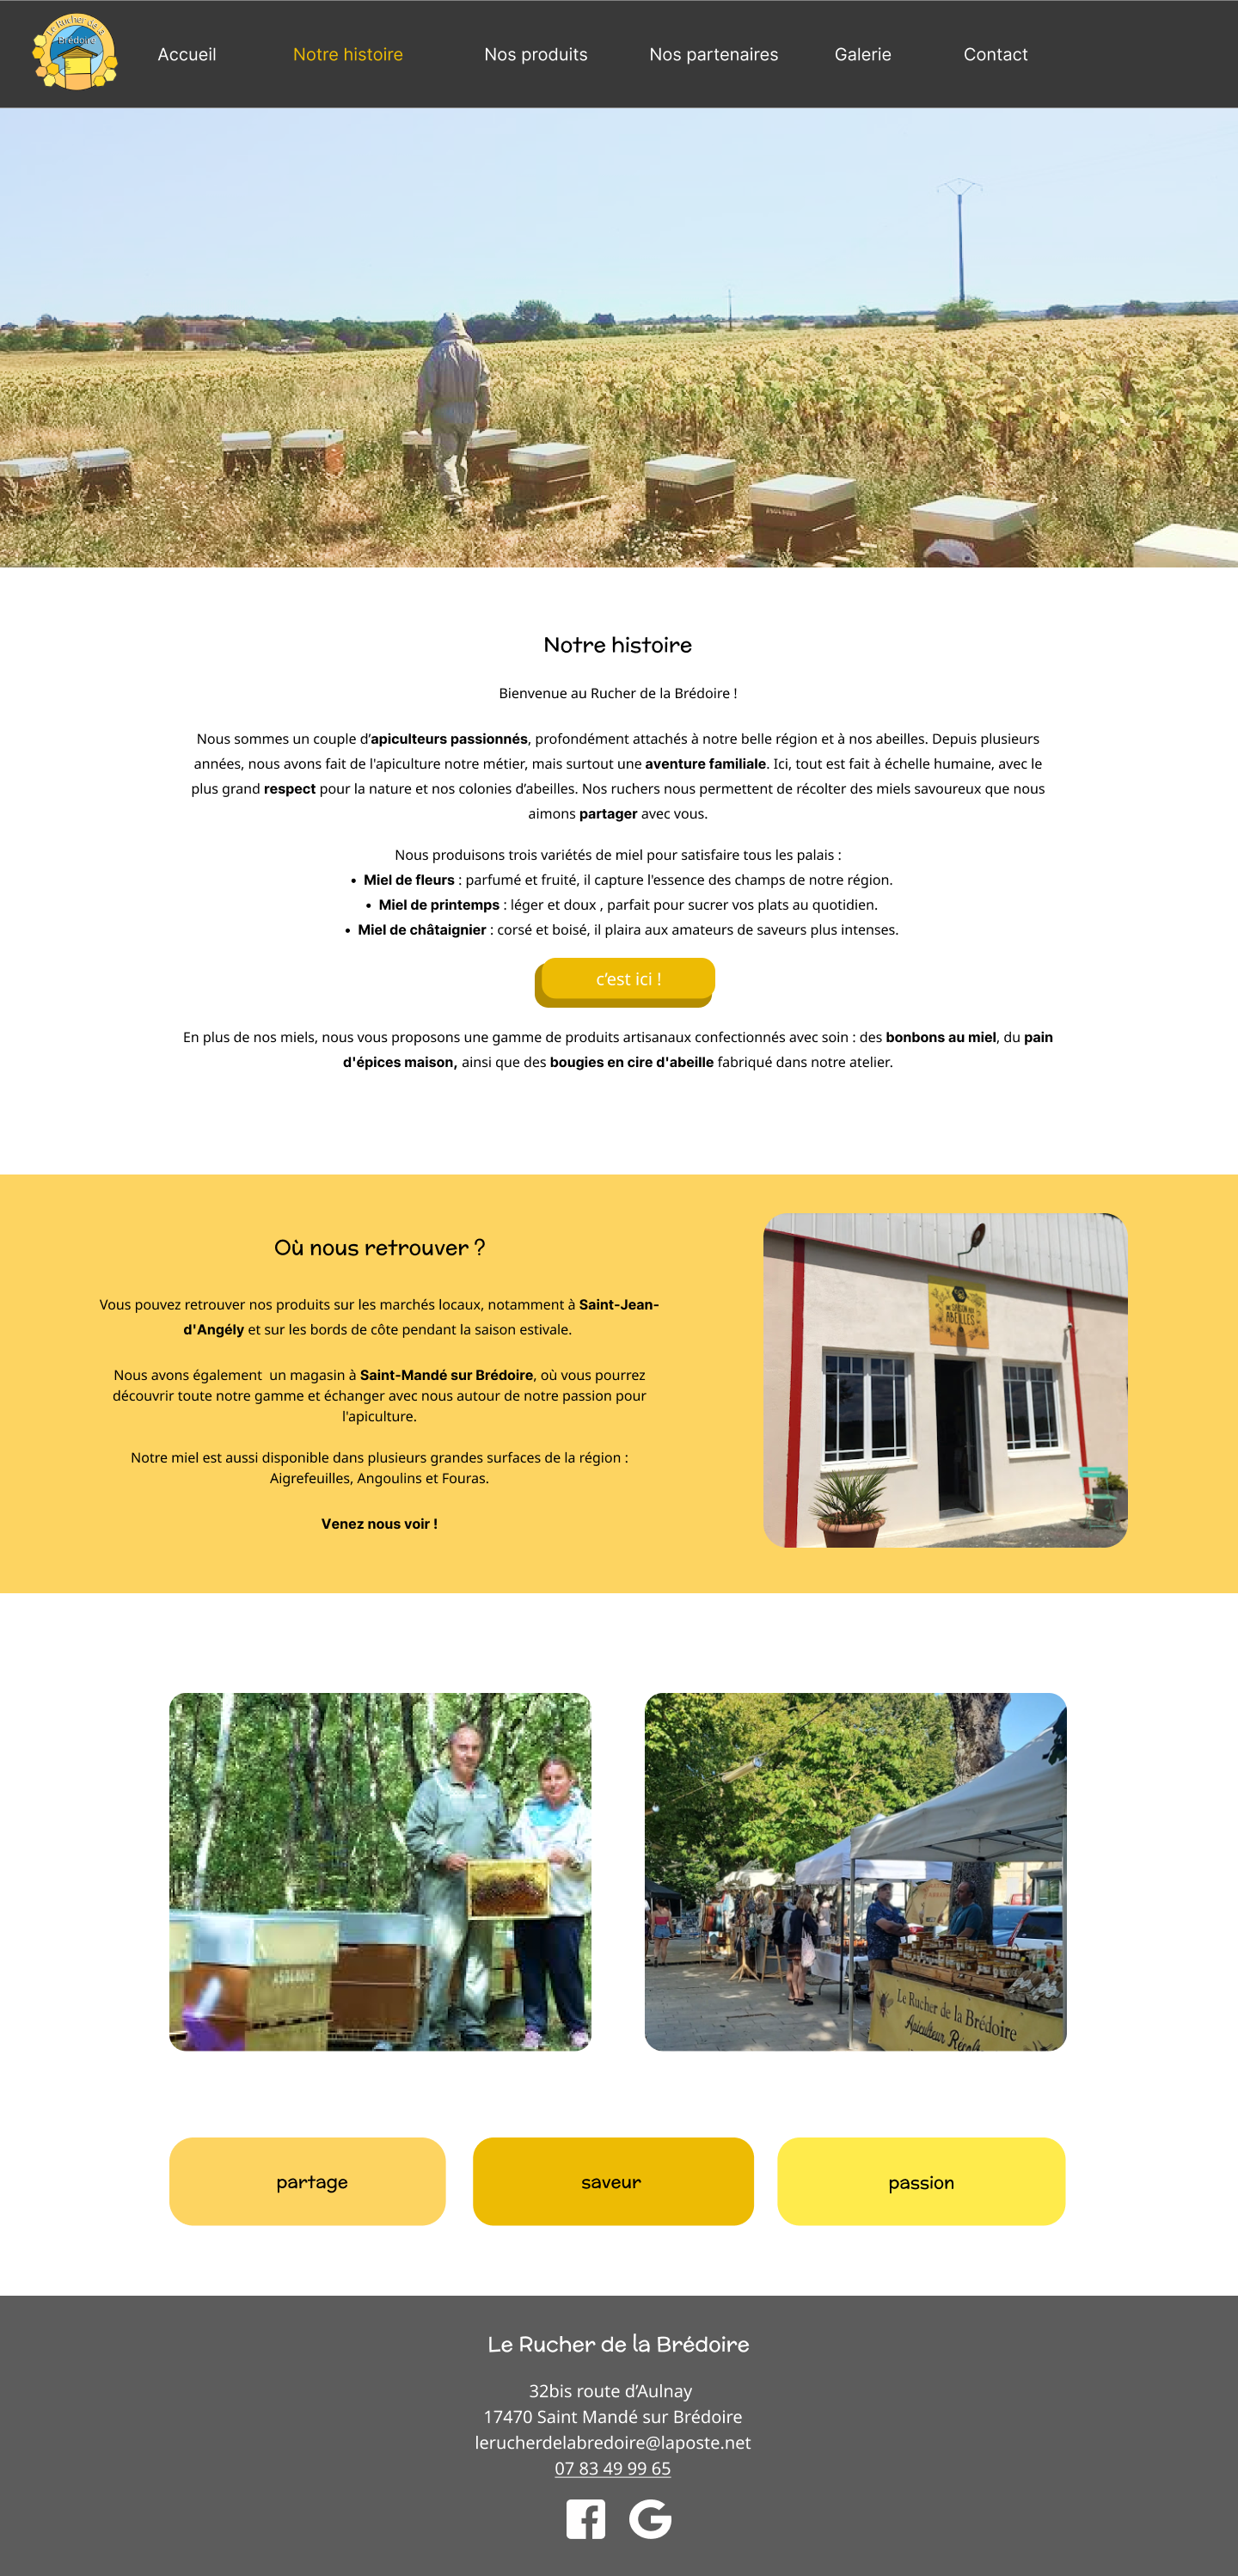 Le Rucher de la
Brédoire
Accueil
Notre histoire
Nos produits
Nos partenaires
Galerie
Contact
Notre histoire
Bienvenue au Rucher de la Brédoire !
Nous sommes un couple d’apiculteurs passionnés, profondément attachés à notre belle région et à nos abeilles. Depuis plusieurs
années, nous avons fait de l'apiculture notre métier, mais surtout une aventure familiale. Ici, tout est fait à échelle humaine, avec le
plus grand respect pour la nature et nos colonies d’abeilles. Nos ruchers nous permettent de récolter des miels savoureux que nous
aimons partager avec vous.
Nous produisons trois variétés de miel pour satisfaire tous les palais :
• Miel de fleurs : parfumé et fruité, il capture l'essence des champs de notre région.
• Miel de printemps : léger et doux , parfait pour sucrer vos plats au quotidien.
• Miel de châtaignier : corsé et boisé, il plaira aux amateurs de saveurs plus intenses.
c’est ici !
En plus de nos miels, nous vous proposons une gamme de produits artisanaux confectionnés avec soin : des bonbons au miel, du pain
d'épices maison, ainsi que des bougies en cire d'abeille fabriqué dans notre atelier.
Où nous retrouver ?
Vous pouvez retrouver nos produits sur les marchés locaux, notamment à Saint-Jean-
d'Angély et sur les bords de côte pendant la saison estivale.
Nous avons également  un magasin à Saint-Mandé sur Brédoire, où vous pourrez
découvrir toute notre gamme et échanger avec nous autour de notre passion pour
l'apiculture.
Notre miel est aussi disponible dans plusieurs grandes surfaces de la région :
Aigrefeuilles, Angoulins et Fouras.
Venez nous voir !
SAISON
ABEILLES
Le Rucher de la Brédoire
Apiculteur Récolt
partage
saveur
passion
Le Rucher de la Brédoire
32bis route d’Aulnay
17470 Saint Mandé sur Brédoire
lerucherdelabredoire@laposte.net
07 83 49 99 65